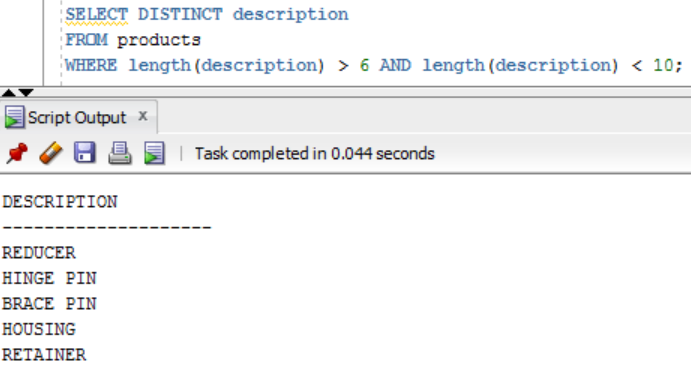 SELECT DISTINCT description
FROM products
WHERE length(description) > 6 AND length(description) < 10;
Script Output x
Task completed in 0.044 seconds
DESCRIPTION
--------------------
REDUCER
HINGE PIN
BRACE PIN
HOUSING
RETAINER